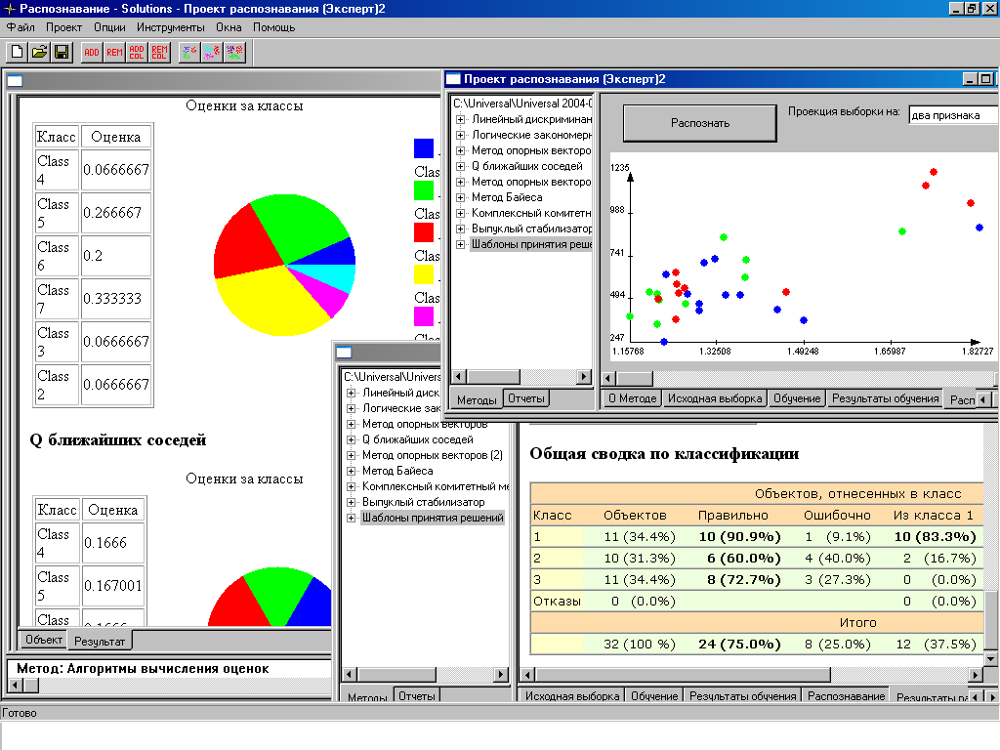 Распознавание - Solutions - Проект распознавания (Эксперт)2
Файл Проект Опции Инструменты Окна Помощь
ADD REM ADD COL REM COL
Оценки за классы
Класс Оценка
Class 4 0.0666667
Class 5 0.266667
Class 6 0.2
Class 7 0.333333
Class 3 0.0666667
Class 2 0.0666667
Clas
Clas
Clas
Clas
Clas
Q ближайших соседей
Оценки за классы
Класс Оценка
Class 4 0.1666
Class 5 0.167001
Class 0.1666
Объект Результат
Метод: Алгоритмы вычисления оценок
Проект распознавания (Эксперт)2
C:\Universal\Universal 2004-0
Линейный дискриминан
Логические закономерн
Метод опорных векторо
Q ближайших соседей
Метод опорных векторо
Метод Байеса
Комплексный комитетн
Выпуклый стабилизатор
Шаблоны принятия реше
Методы Отчеты
Распознать
Проекция выборки на: два признака
1235
988
741
494
247
1.15768 1.32508 1.49248 1.65987 1.82727
О Методе Исходная выборка Обучение Результаты обучения Расп
C:\Universal\Univers
Линейный диск
Логические зак
Метод опорных векторов
Q ближайших соседей
Метод опорных векторов (2)
Метод Байеса
Комплексный комитетный ме
Выпуклый стабилизатор
Шаблоны принятия решений
Методы Отчеты
Общая сводка по классификации
Объектов, отнесенных в класс
Класс Объектов Правильно Ошибочно Из класса 1
1 11 (34.4%) 10 (90.9%) 1 (9.1%) 10 (83.3%)
2 10 (31.3%) 6 (60.0%) 4 (40.0%) 2 (16.7%)
3 11 (34.4%) 8 (72.7%) 3 (27.3%) 0 (0.0%)
Отказы 0 (0.0%) 0 (0.0%)
Итого
32 (100 %) 24 (75.0%) 8 (25.0%) 12 (37.5%)
Исходная выборка Обучение Результаты обучения Распознавание Результаты ра
Готово